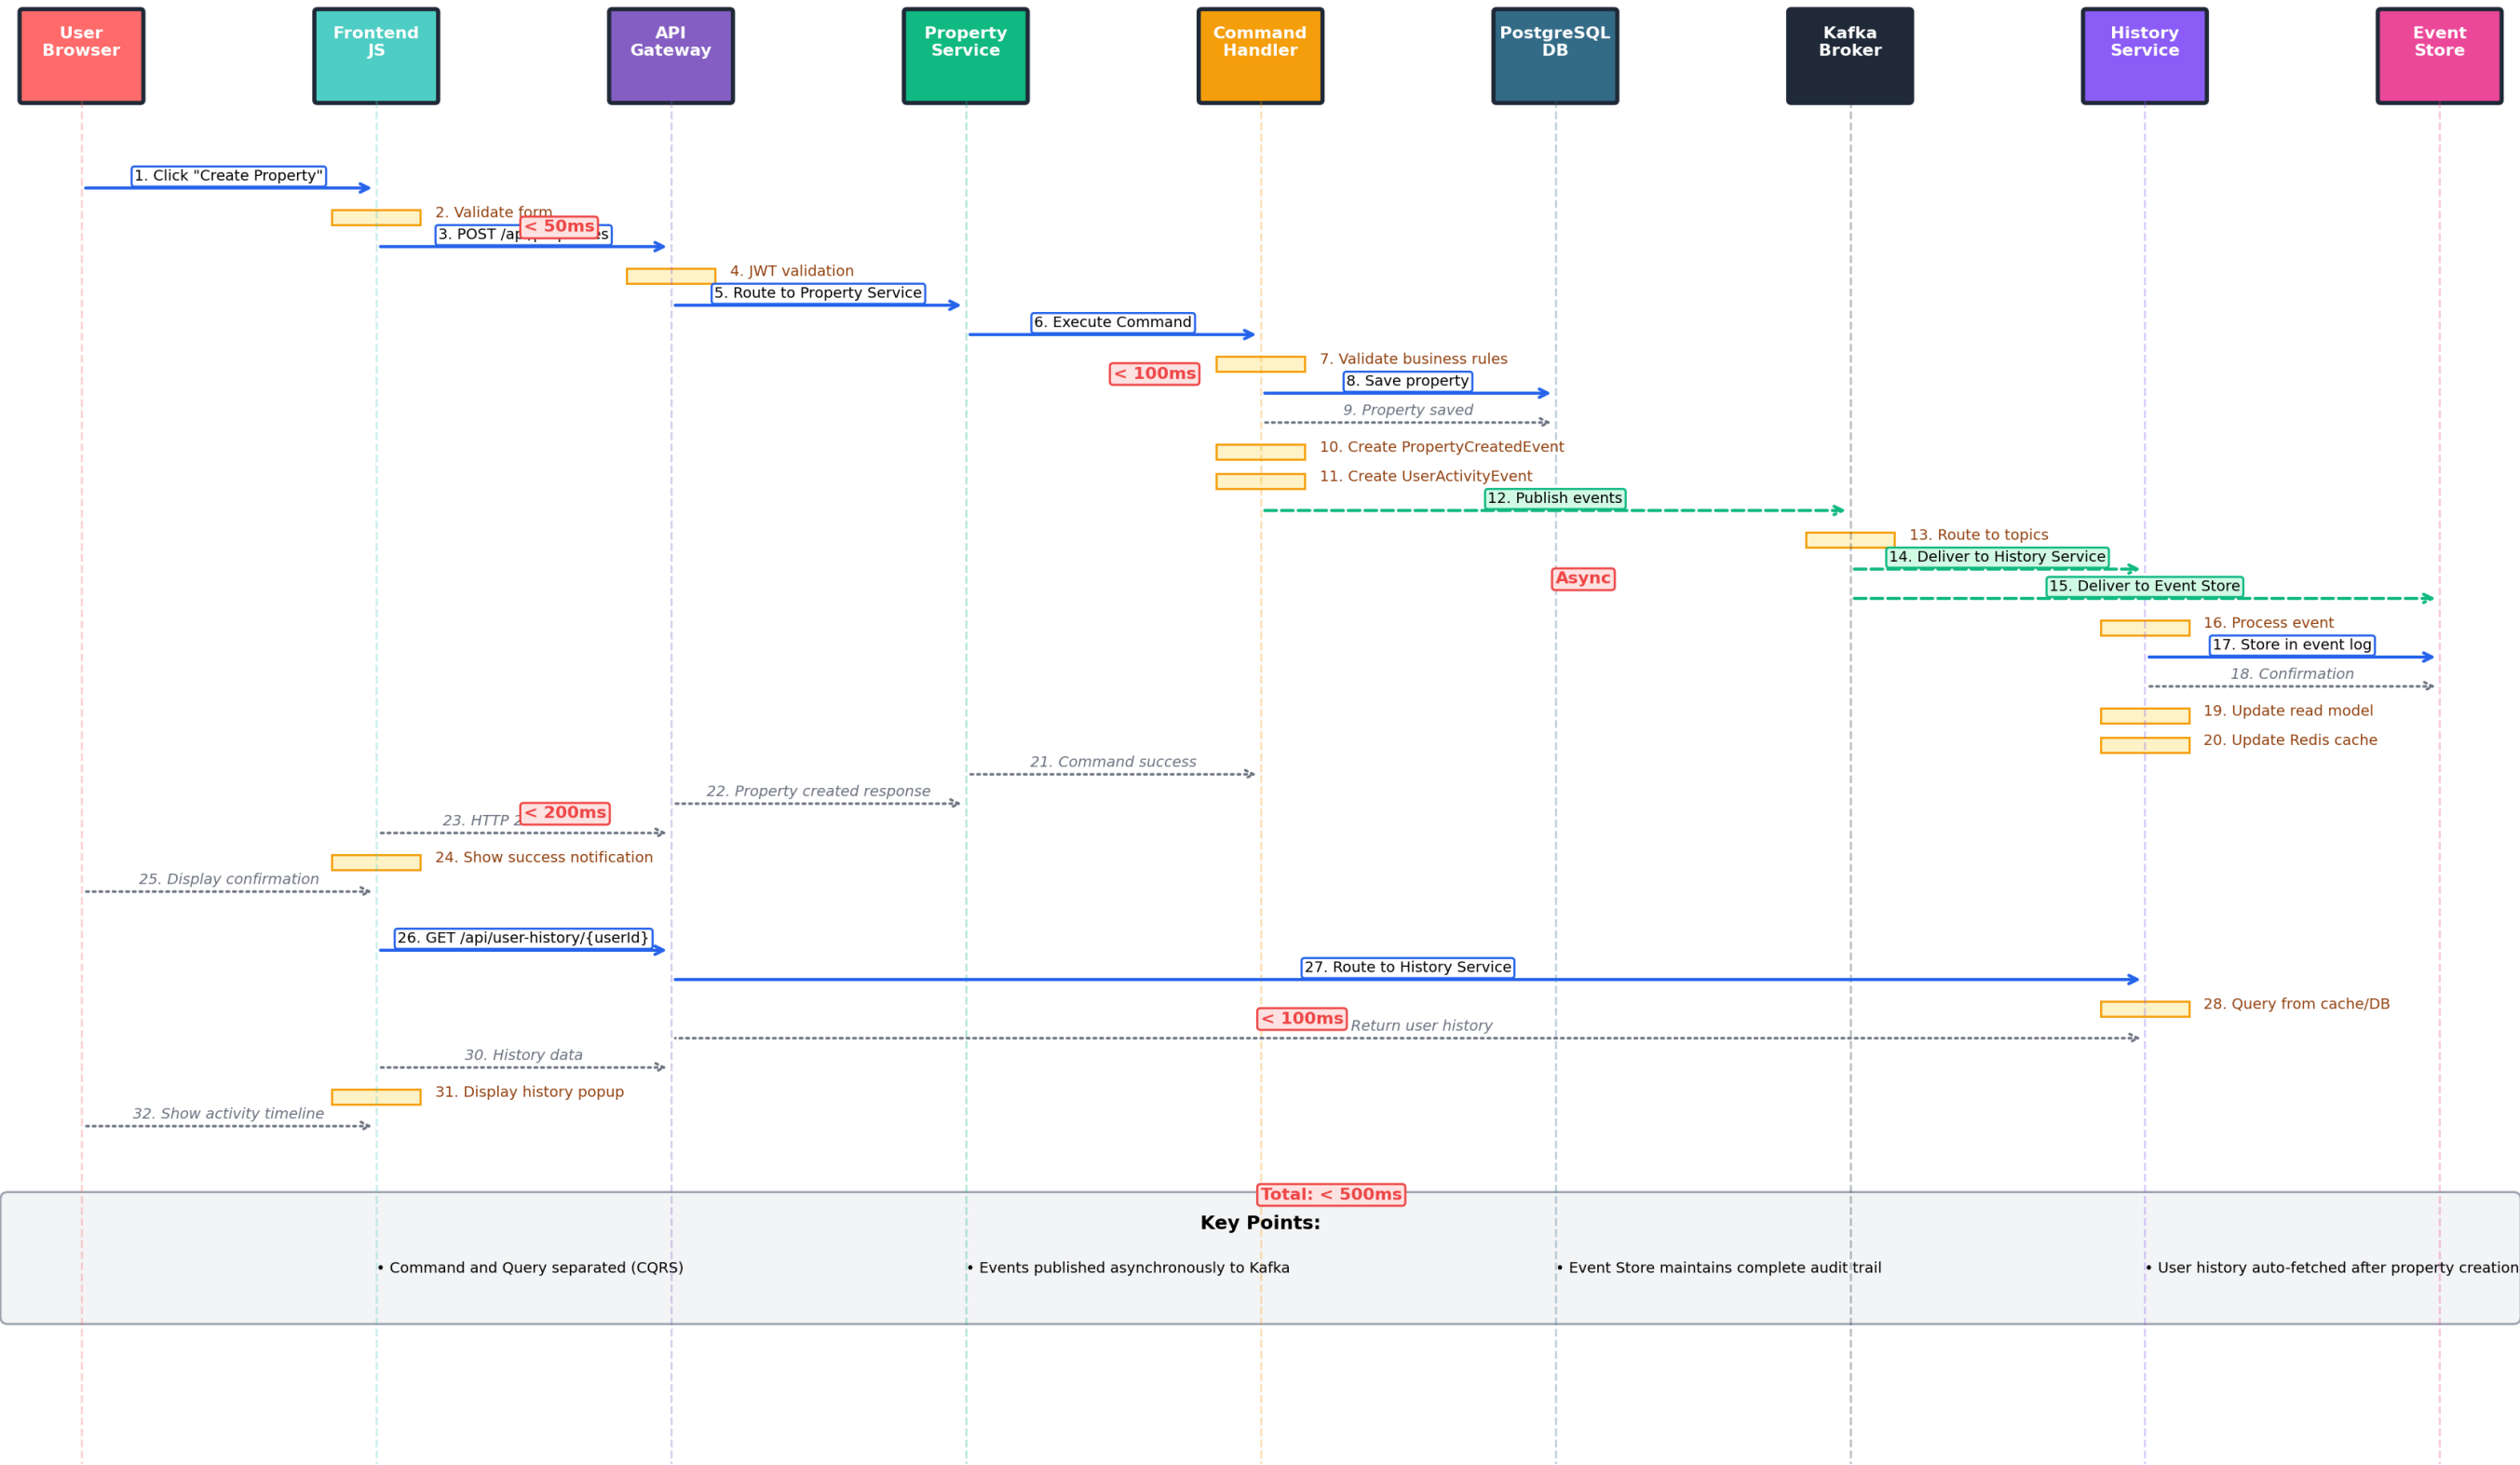 User
Browser
Frontend
JS
API
Gateway
Property
Service
Command
Handler
PostgreSQL
DB
Kafka
Broker
History
Service
Event
Store
1. Click "Create Property"
2. Validate form
< 50ms
3. POST
4. JWT validation
5. Route to Property Service
6. Execute Command
7. Validate business rules
< 100ms
8. Save property
9. Property saved
10. Create PropertyCreatedEvent
11. Create UserActivityEvent
12. Publish events
13. Route to topics
14. Deliver to History Service
Async
15. Deliver to Event Store
16. Process event
17. Store in event log
18. Confirmation
19. Update read model
20. Update Redis cache
21. Command success
22. Property created response
< 200ms
23. HTTP
24. Show success notification
25. Display confirmation
26. GET /api/user-history/{userId}
27. Route to History Service
28. Query from cache/DB
< 100ms
Return user history
30. History data
31. Display history popup
32. Show activity timeline
Total: < 500ms
Key Points:
• Command and Query separated (CQRS)
• Events published asynchronously to Kafka
• Event Store maintains complete audit trail
• User history auto-fetched after property creation